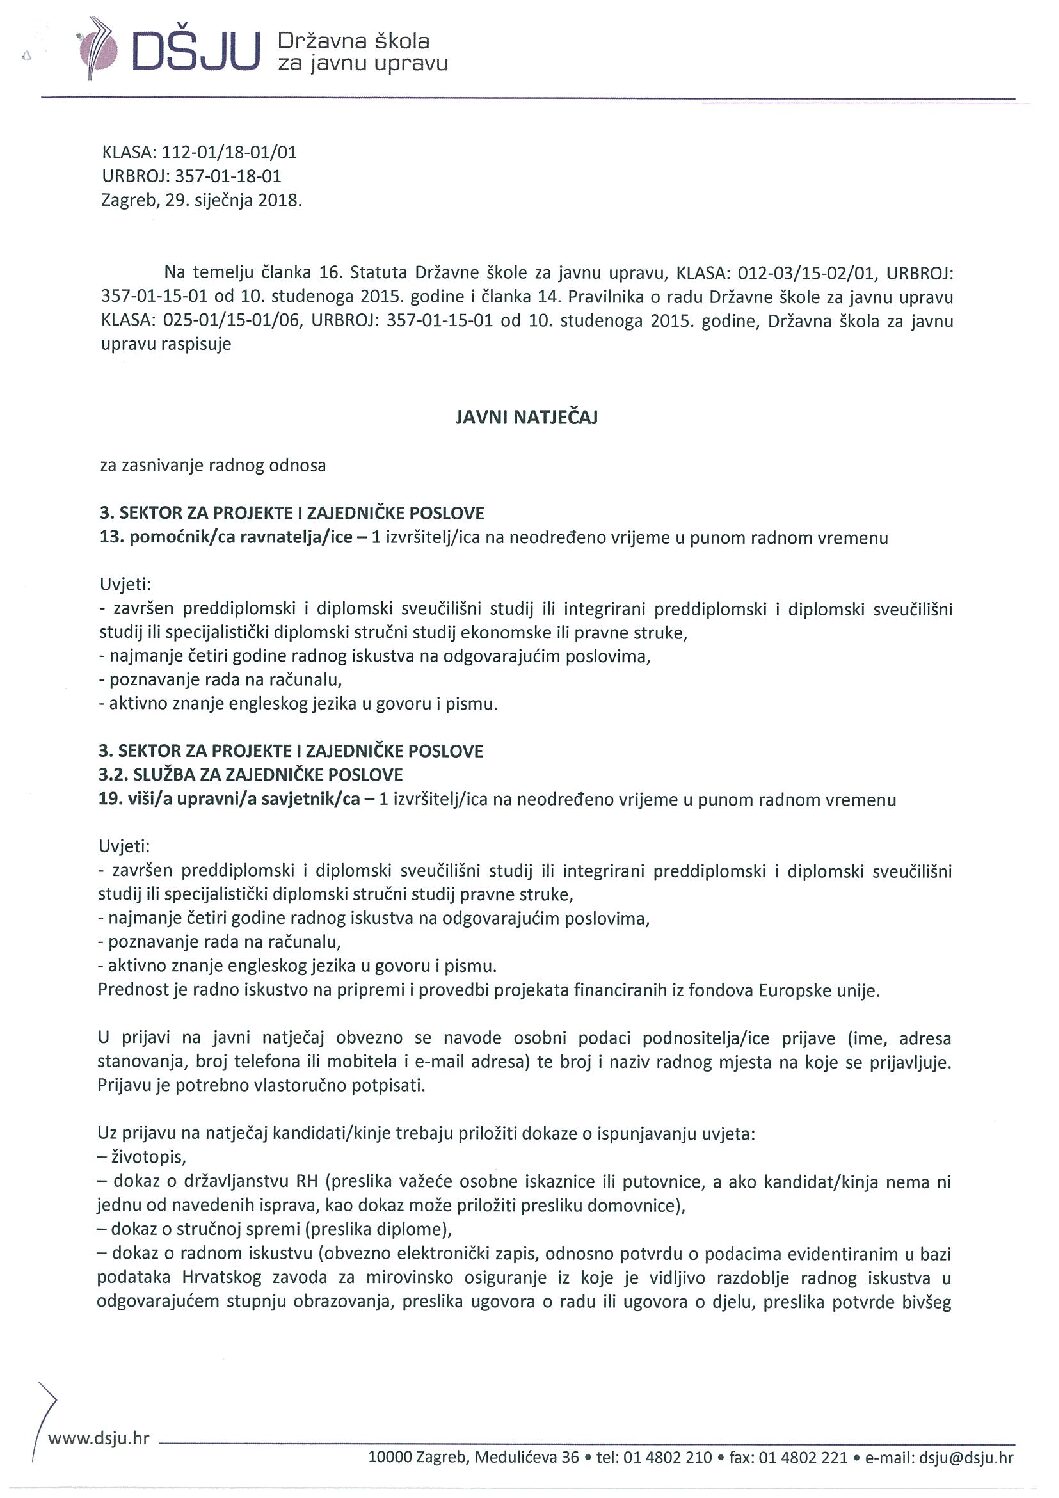 DŠJU Državna škola
za javnu upravu
KLASA: 112-01/18-01/01
URBROJ: 357-01-18-01
Zagreb, 29. siječnja 2018.
Na temelju članka 16. Statuta Državne škole za javnu upravu, KLASA: 012-03/15-02/01, URBROJ:
357-01-15-01 od 10. studenoga 2015. godine i članka 14. Pravilnika o radu Državne škole za javnu upravu
KLASA: 025-01/15-01/06, URBROJ: 357-01-15-01 od 10. studenoga 2015. godine, Državna škola za javnu
upravu raspisuje
JAVNI NATJEČAJ
za zasnivanje radnog odnosa
3. SEKTOR ZA PROJEKTE I ZAJEDNIČKE POSLOVE
13. pomoćnik/ca ravnatelja/ice – 1 izvršitelj/ica na neodređeno vrijeme u punom radnom vremenu
Uvjeti:
- završen preddiplomski i diplomski sveučilišni studij ili integrirani preddiplomski i diplomski sveučilišni
studij ili specijalistički diplomski stručni studij ekonomske ili pravne struke,
- najmanje četiri godine radnog iskustva na odgovarajućim poslovima,
- poznavanje rada na računalu,
- aktivno znanje engleskog jezika u govoru i pismu.
3. SEKTOR ZA PROJEKTE I ZAJEDNIČKE POSLOVE
3.2. SLUŽBA ZA ZAJEDNIČKE POSLOVE
19. viši/a upravni/a savjetnik/ca – 1 izvršitelj/ica na neodređeno vrijeme u punom radnom vremenu
Uvjeti:
- završen preddiplomski i diplomski sveučilišni studij ili integrirani preddiplomski i diplomski sveučilišni
studij ili specijalistički diplomski stručni studij pravne struke,
- najmanje četiri godine radnog iskustva na odgovarajućim poslovima,
- poznavanje rada na računalu,
- aktivno znanje engleskog jezika u govoru i pismu.
Prednost je radno iskustvo na pripremi i provedbi projekata financiranih iz fondova Europske unije.
U prijavi na javni natječaj obvezno se navode osobni podaci podnositelja/ice prijave (ime, adresa
stanovanja, broj telefona ili mobitela i e-mail adresa) te broj i naziv radnog mjesta na koje se prijavljuje.
Prijavu je potrebno vlastoručno potpisati.
Uz prijavu na natječaj kandidati/kinje trebaju priložiti dokaze o ispunjavanju uvjeta:
– životopis,
– dokaz o državljanstvu RH (preslika važeće osobne iskaznice ili putovnice, a ako kandidat/kinja nema ni
jednu od navedenih isprava, kao dokaz može priložiti presliku domovnice),
– dokaz o stručnoj spremi (preslika diplome),
– dokaz o radnom iskustvu (obvezno elektronički zapis, odnosno potvrdu o podacima evidentiranim u bazi
podataka Hrvatskog zavoda za mirovinsko osiguranje iz koje je vidljivo razdoblje radnog iskustva u
odgovarajućem stupnju obrazovanja, preslika ugovora o radu ili ugovora o djelu, preslika potvrde bivšeg
www.dsju.hr
10000 Zagreb, Medulićeva 36 • tel: 01 4802 210 • fax: 01 4802 221 • e-mail: dsju@dsju.hr